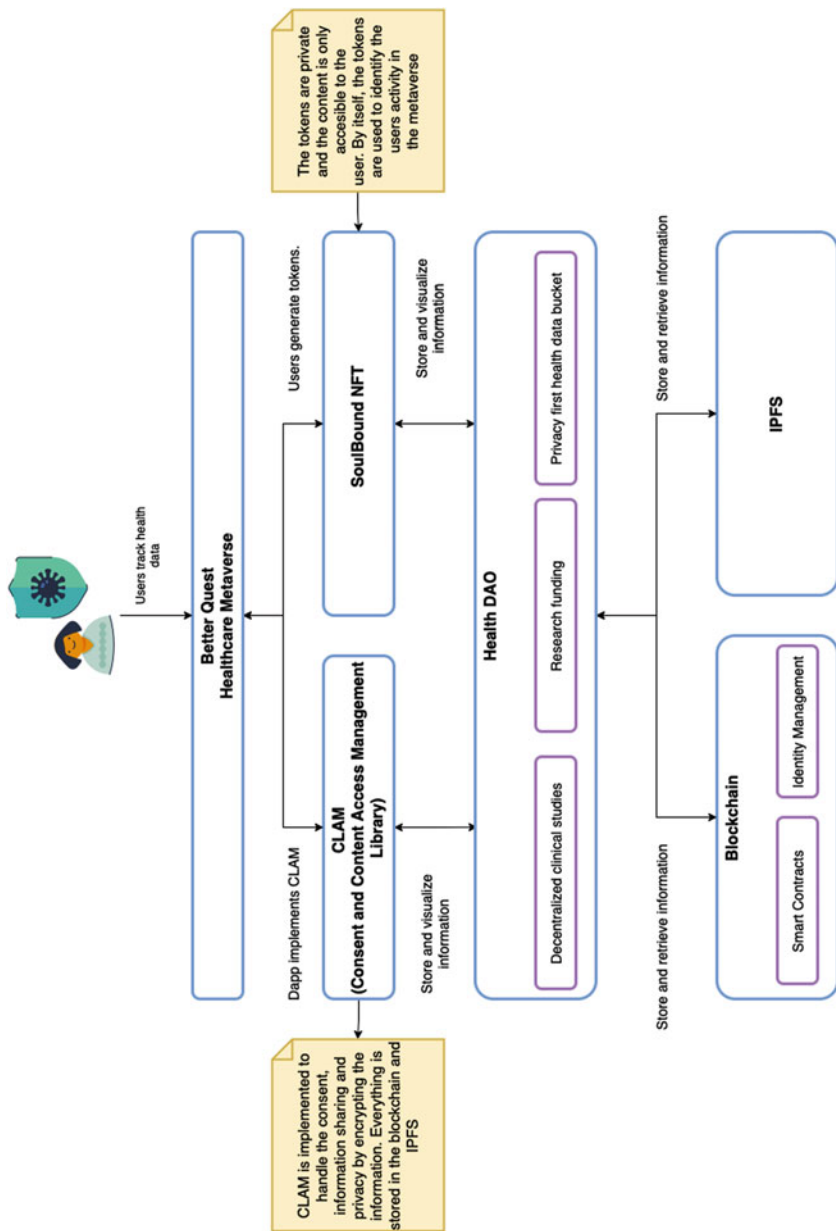 Users track health
data
Better Quest
Healthcare Metaverse
Dapp implements CLAM
Users generate tokens.
CLAM is implemented to
handle the consent,
information sharing and
privacy by encrypting the
information. Everything is
stored in the blockchain and
IPFS
CLAM
(Consent and Content Access Management
Library)
SoulBound NFT
The tokens are private
and the content is only
accesible to the
user. By itself, the tokens
are used to identify the
users activity in
the metaverse
Store and visualize
information
Store and visualize
information
Health DAO
Decentralized clinical studies
Research funding
Privacy first health data bucket
Store and retrieve information
Store and retrieve information
Blockchain
Smart Contracts
Identity Management
IPFS